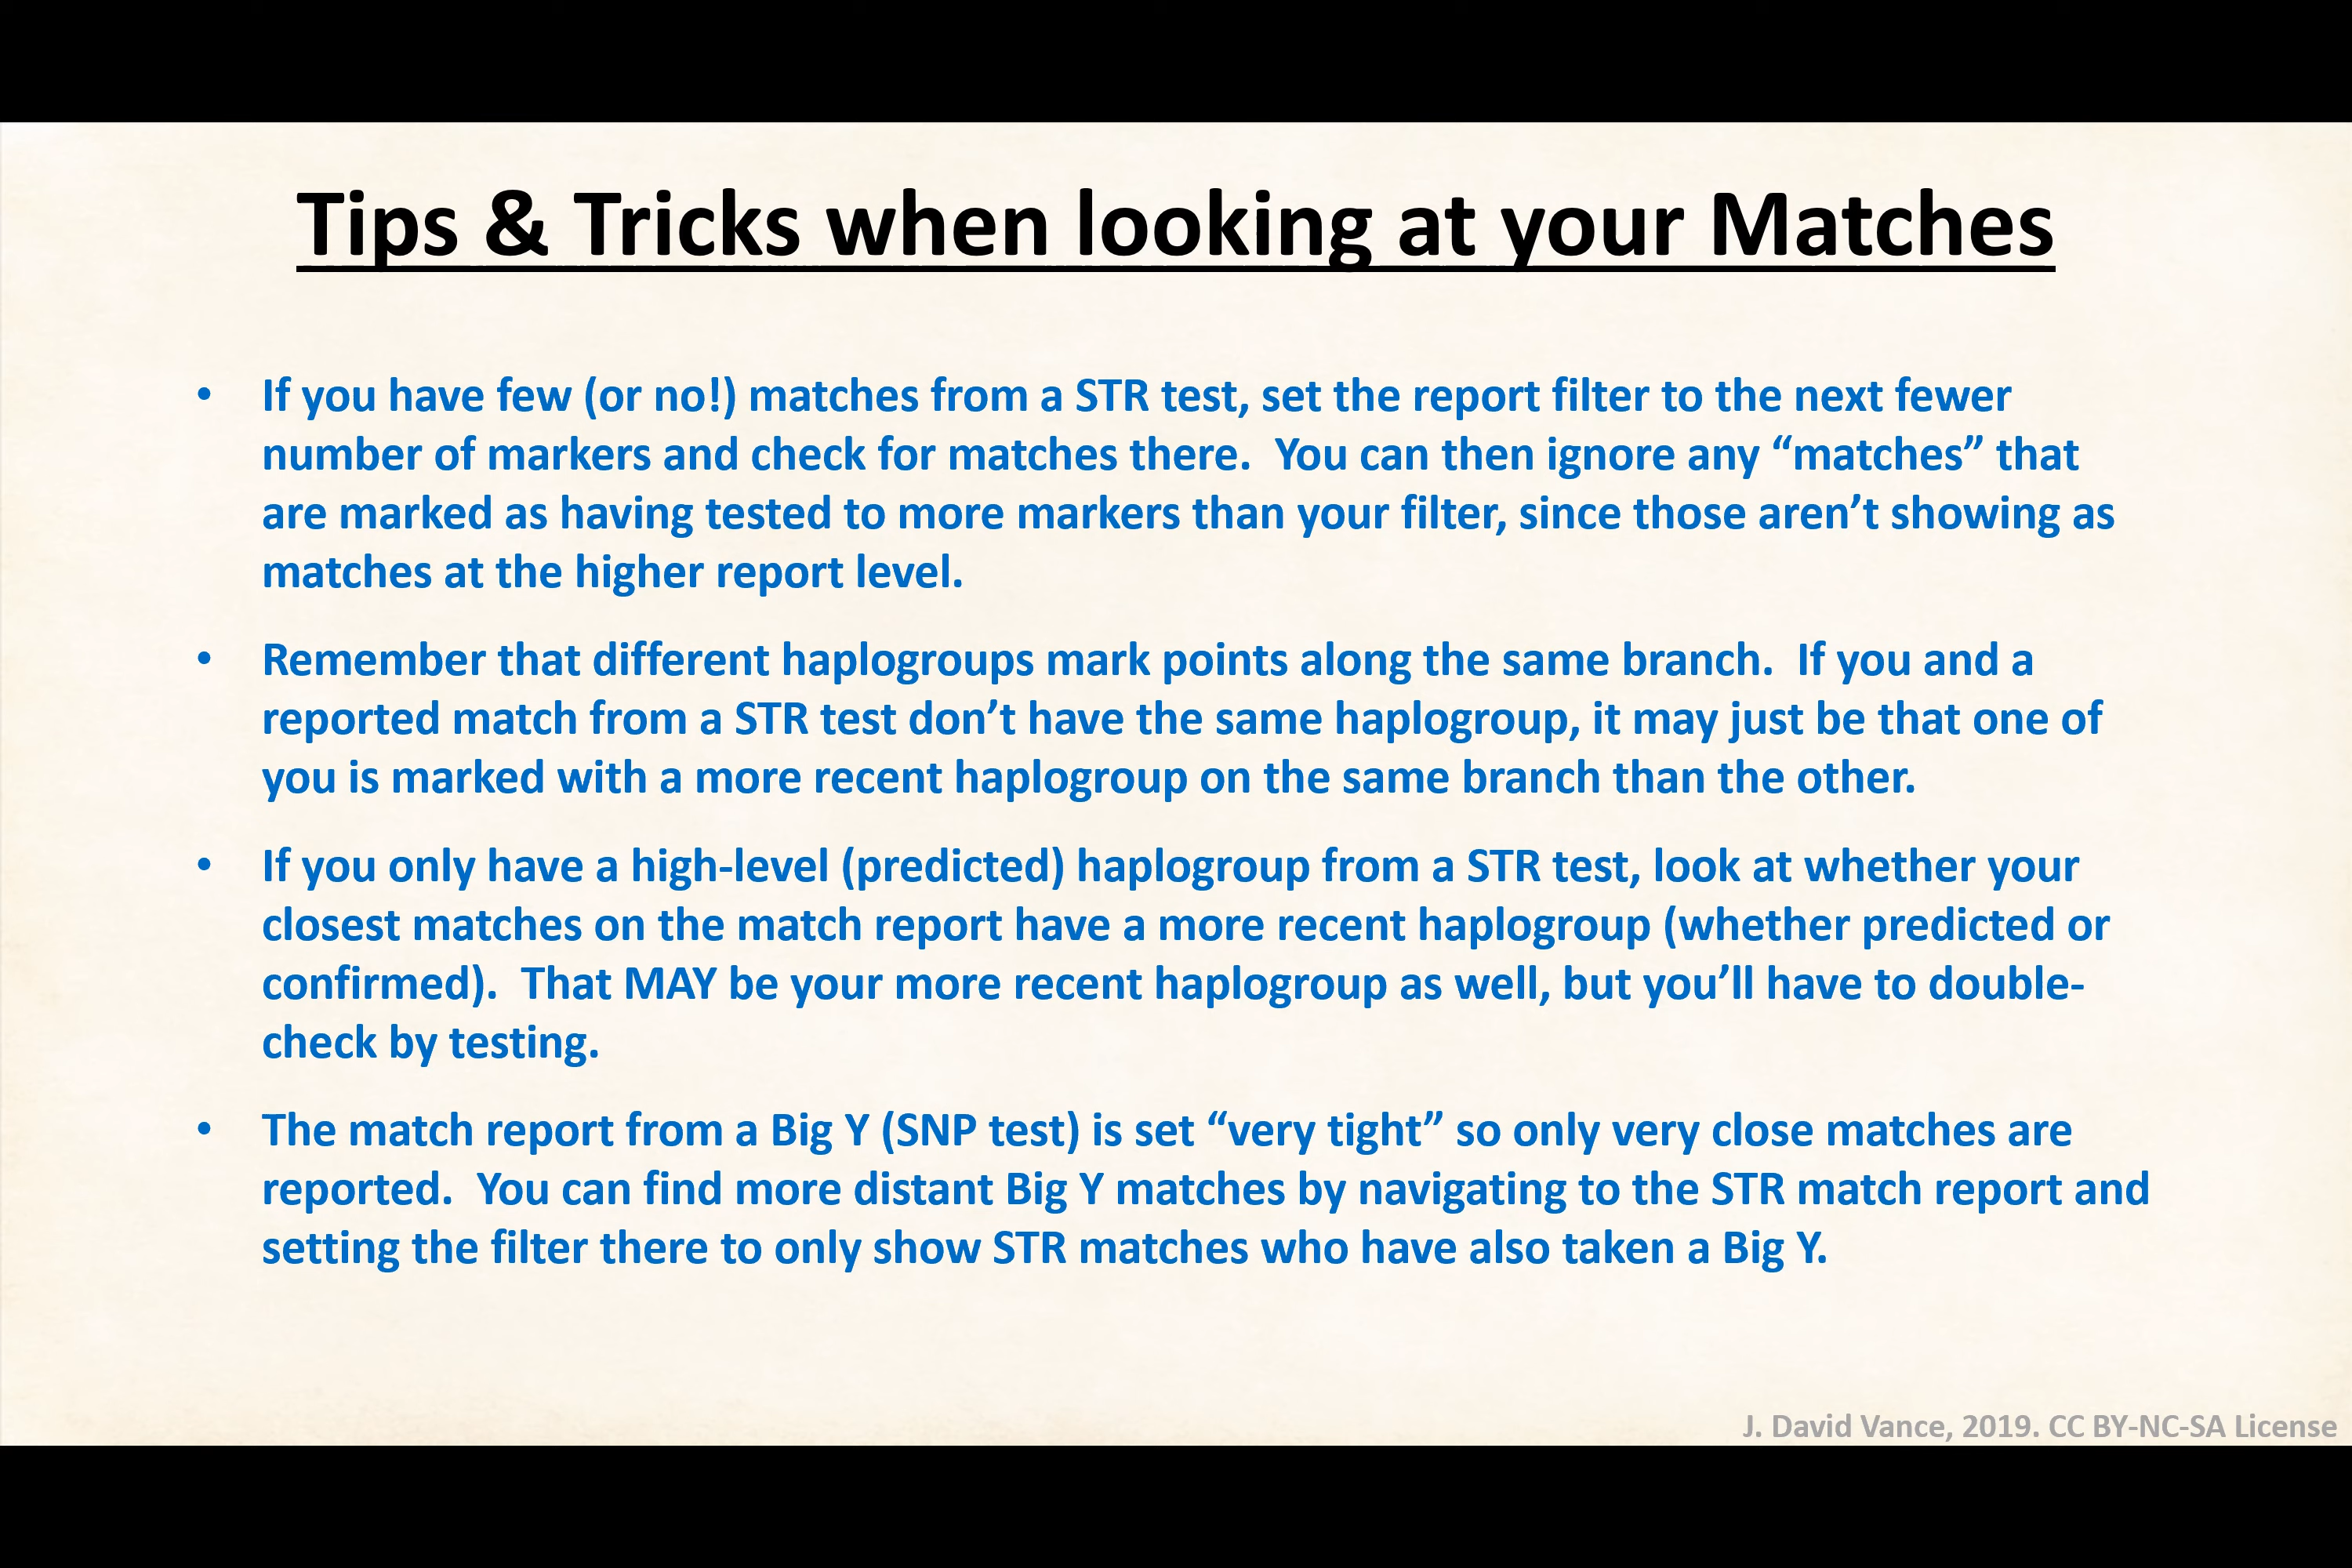 Tips & Tricks when looking at your Matches
• If you have few (or no!) matches from a STR test, set the report filter to the next fewer
number of markers and check for matches there.  You can then ignore any “matches” that
are marked as having tested to more markers than your filter, since those aren’t showing as
matches at the higher report level.
• Remember that different haplogroups mark points along the same branch.  If you and a
reported match from a STR test don’t have the same haplogroup, it may just be that one of
you is marked with a more recent haplogroup on the same branch than the other.
• If you only have a high-level (predicted) haplogroup from a STR test, look at whether your
closest matches on the match report have a more recent haplogroup (whether predicted or
confirmed).  That MAY be your more recent haplogroup as well, but you’ll have to double-
check by testing.
• The match report from a Big Y (SNP test) is set “very tight” so only very close matches are
reported.  You can find more distant Big Y matches by navigating to the STR match report and
setting the filter there to only show STR matches who have also taken a Big Y.
J. David Vance, 2019. CC BY-NC-SA License